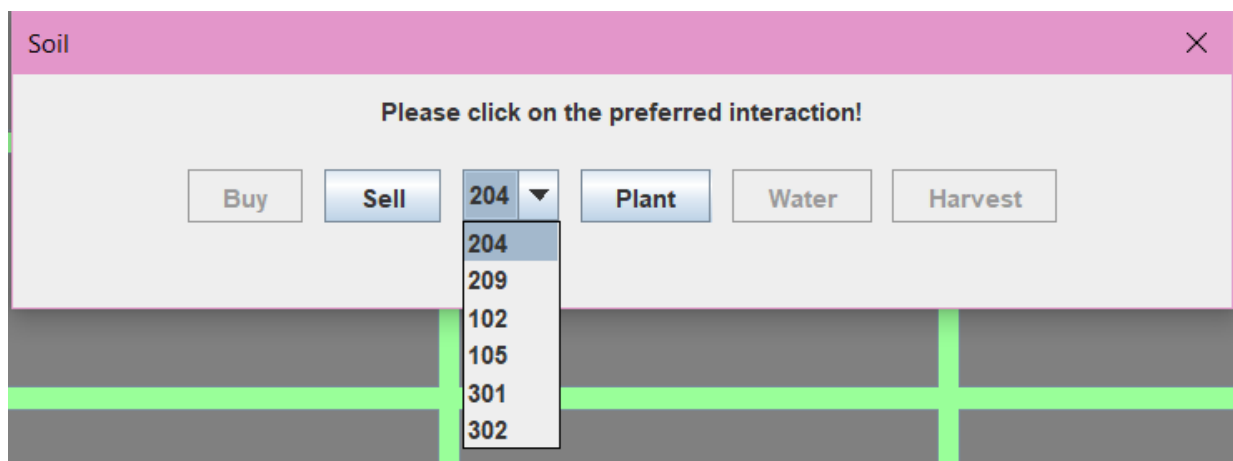 Soil
Please click on the preferred interaction!
Buy Sell 204 Plant Water Harvest
204
209
102
105
301
302